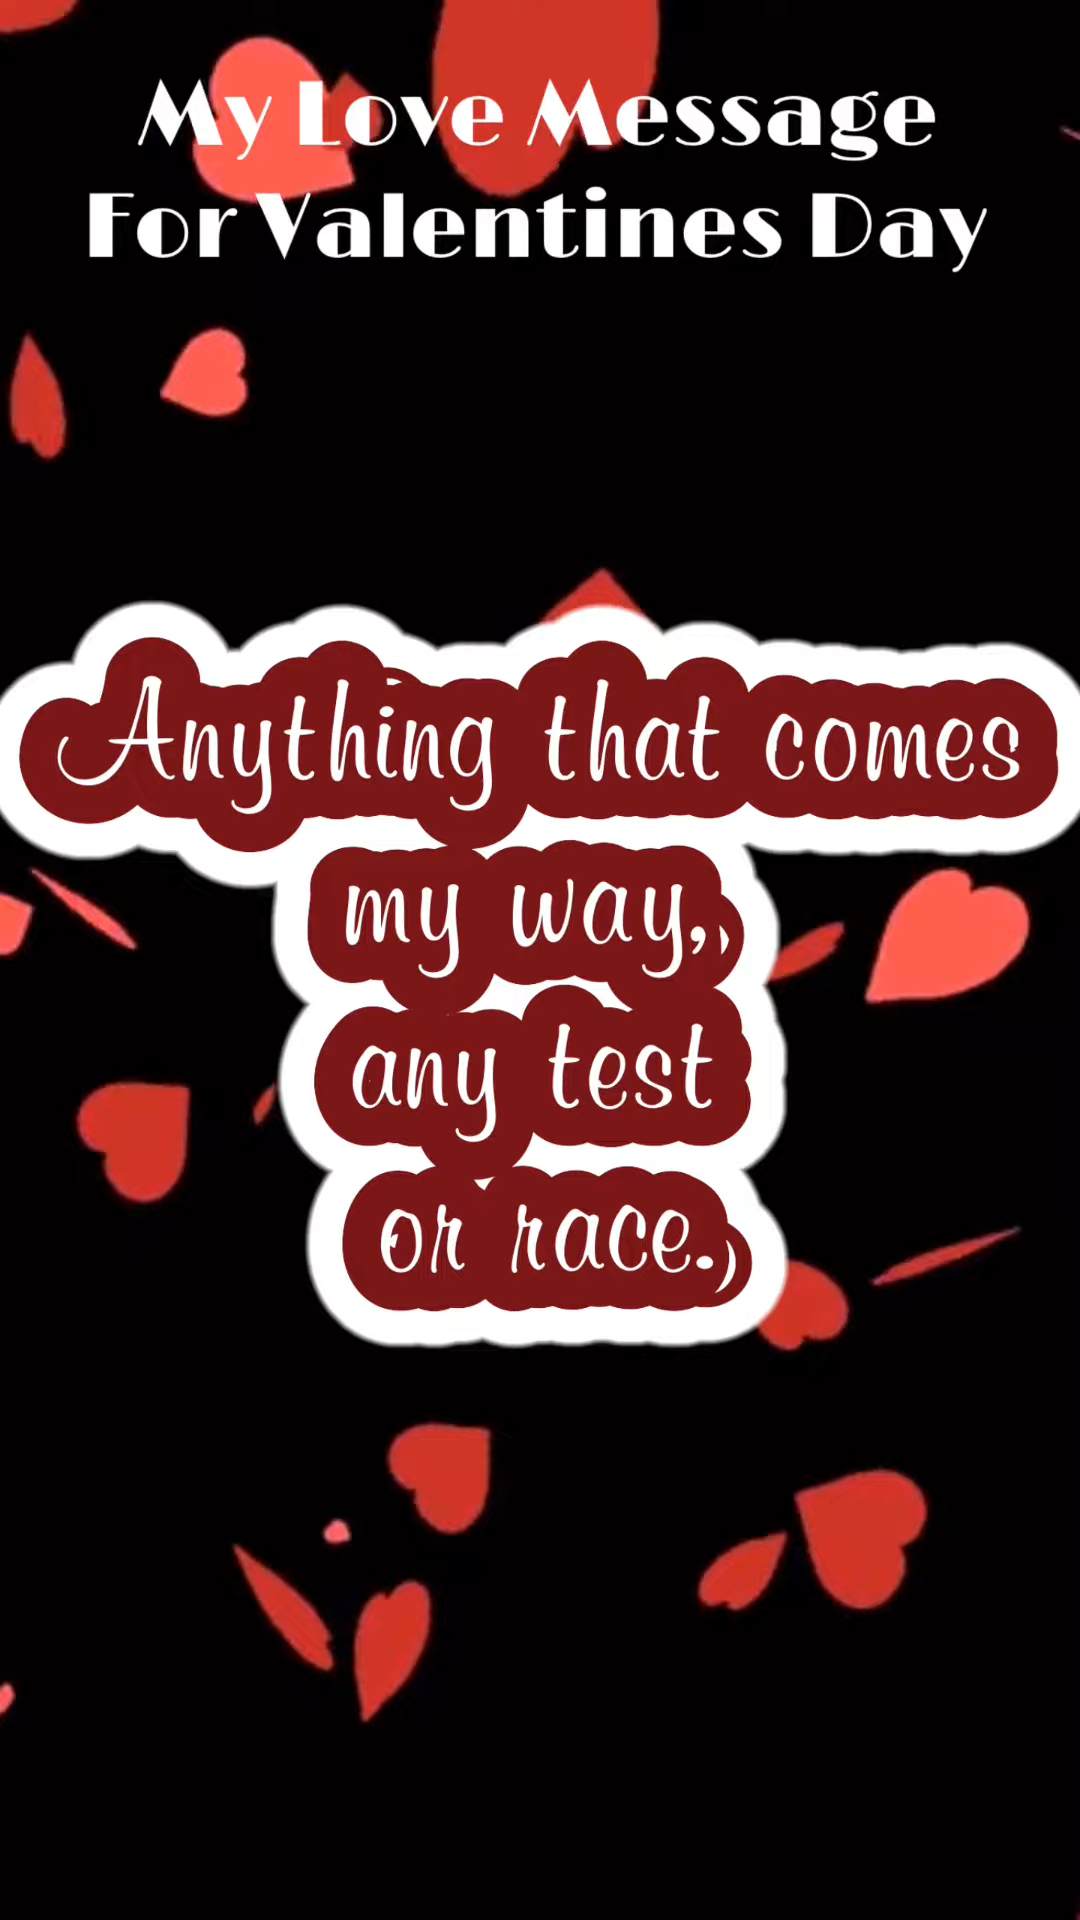 My Love Message
For Valentines Day
Anything that comes
my way,
any test
or race.